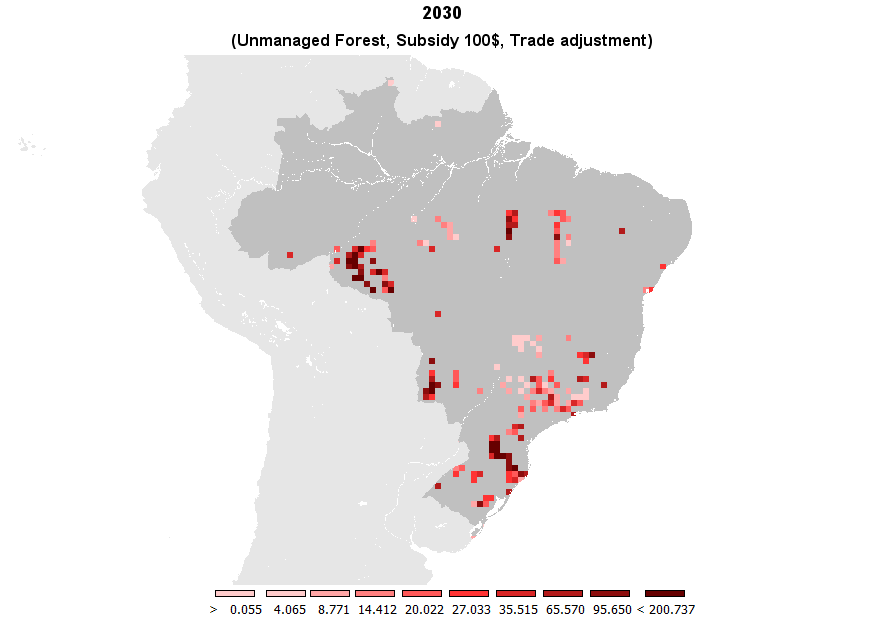 2030
(Unmanaged Forest, Subsidy 100$, Trade adjustment)
> 0.055 4.065 8.771 14.412 20.022 27.033 35.515 65.570 95.650 < 200.737